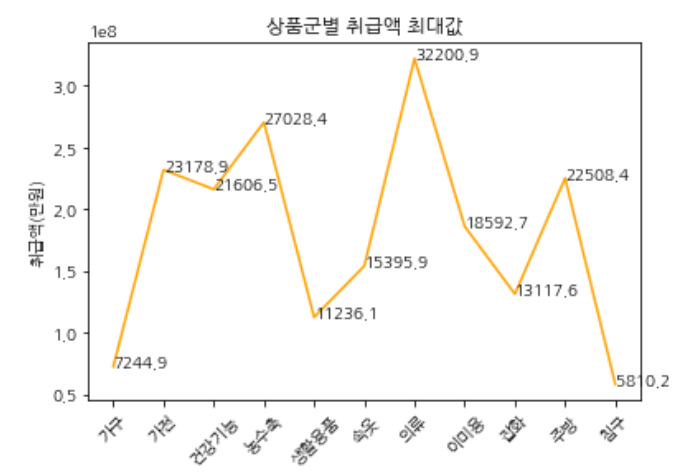 상품군별 취급액 최대값
1e8
취급액(만원)
3.0
2.5
2.0
1.5
1.0
0.5
7244.9
23178.9
21606.5
27028.4
11236.1
15395.9
32200.9
18592.7
13117.6
22508.4
5810.2
가구
가전
건강기능
농수축
생활용품
속옷
의류
이미용
잡화
주방
침구